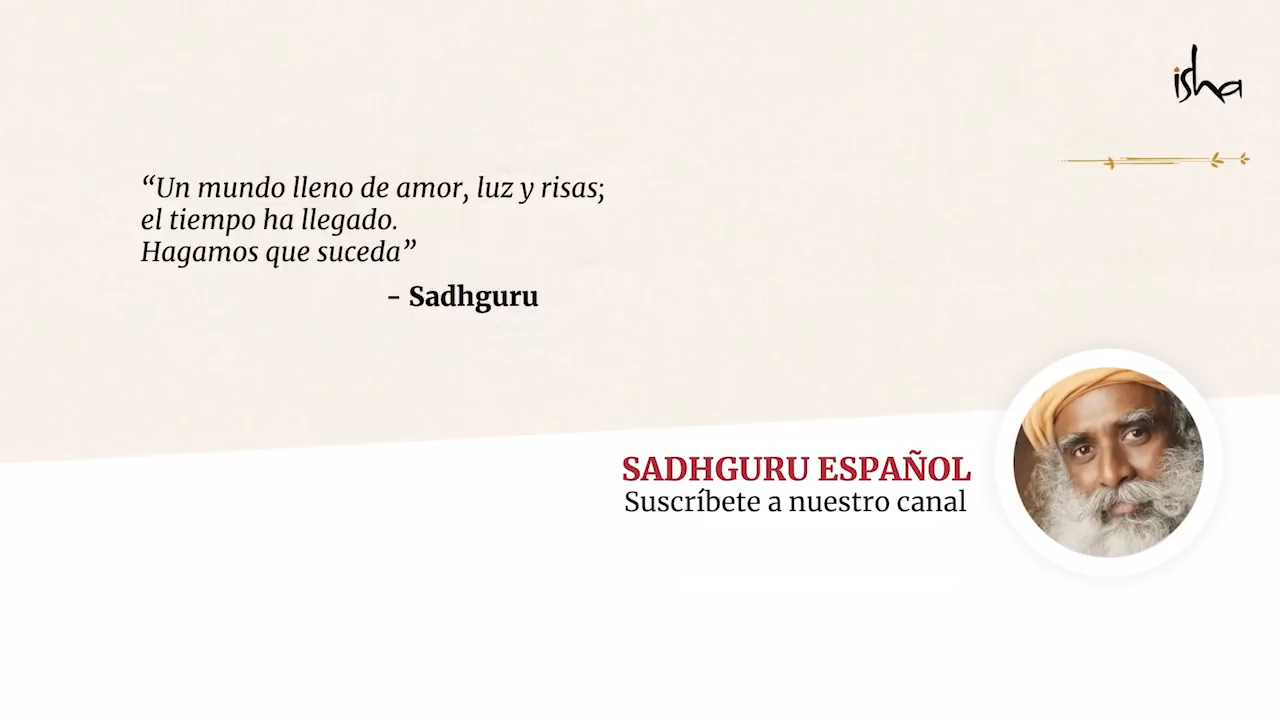 isha
“Un mundo lleno de amor, luz y risas;
el tiempo ha llegado.
Hagamos que suceda”
- Sadhguru
SADHGURU ESPAÑOL
Suscríbete a nuestro canal